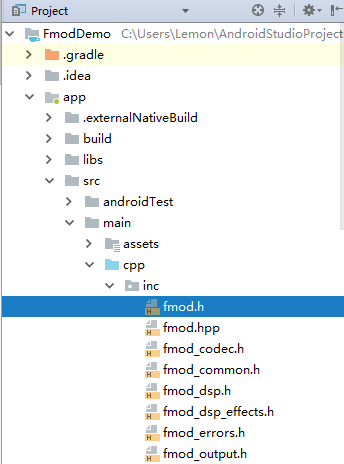 Project
FmodDemo C:\Users\Lemon\AndroidStudioProject
.gradle
.idea
app
.externalNativeBuild
build
libs
src
androidTest
main
assets
cpp
inc
fmod.h
fmod.hpp
fmod_codec.h
fmod_common.h
fmod_dsp.h
fmod_dsp_effects.h
fmod_errors.h
fmod_output.h